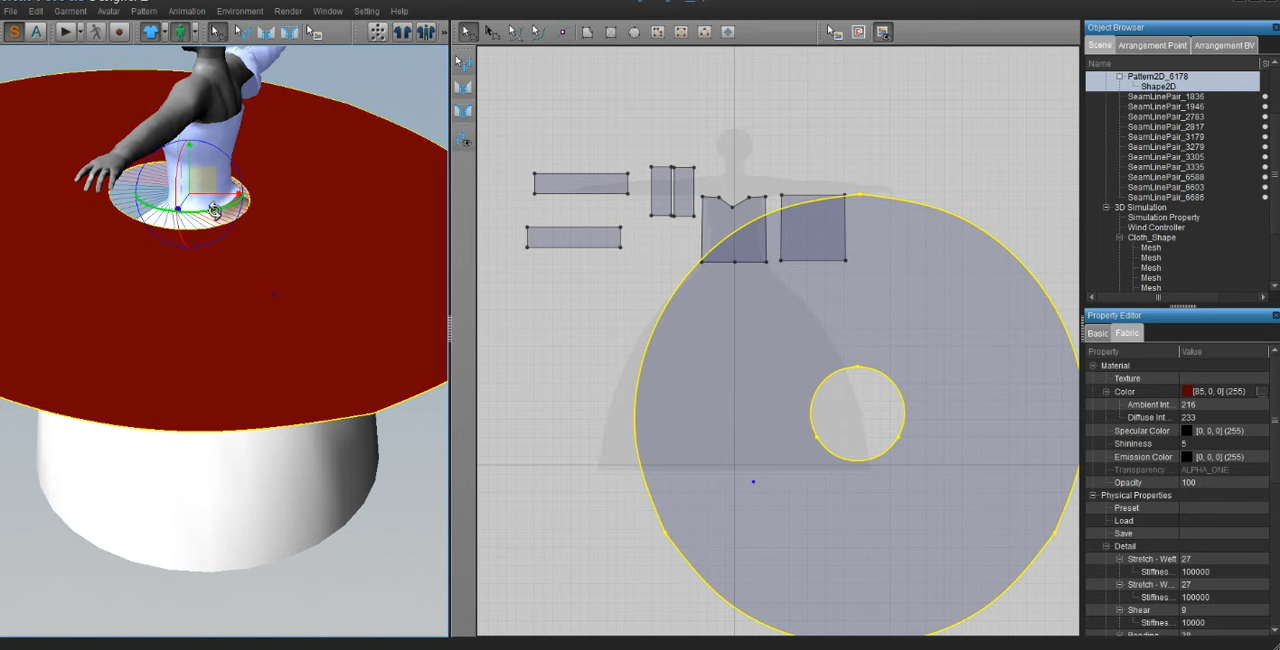 File Edit Garment Avatar Pattern Animation Environment Render Window Setting Help
S A
Object Browser
Scene Arrangement Point Arrangement BV
Name
Pattern2D_6178
Shape2D
SeamLinePair_1836
SeamLinePair_1946
SeamLinePair_2783
SeamLinePair_2817
SeamLinePair_3179
SeamLinePair_3279
SeamLinePair_3305
SeamLinePair_3335
SeamLinePair_6588
SeamLinePair_6603
SeamLinePair_6686
3D Simulation
Simulation Property
Wind Controller
Cloth_Shape
Mesh
Mesh
Mesh
Mesh
Mesh
Property Editor
Basic Fabric
Property Value
Material
Texture
Color [85, 0, 0] (255)
Ambient Int... 216
Diffuse Int... 233
Specular Color [0, 0, 0] (255)
Shininess 5
Emission Color [0, 0, 0] (255)
Transparency ALPHA_ONE
Opacity 100
Physical Properties
Preset
Load
Save
Detail
Stretch - Weft 27
Stiffnes... 100000
Stretch - W... 27
Stiffnes... 100000
Shear 9
Stiffnes... 10000